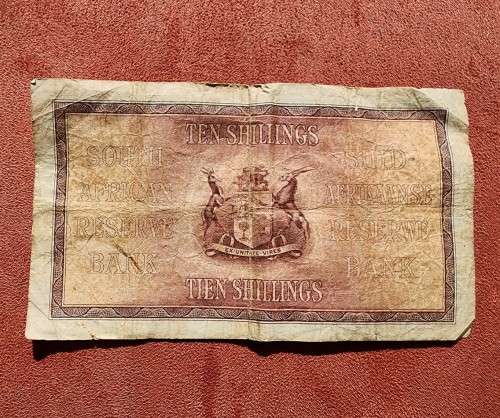 TEN SHILLINGS
SOUTH
AFRICAN
RESERVE
BANK
SUID-
AFRIKAANSE
RESERWE
BANK
EX UNITATE VIRES
TIEN SHILLINGS